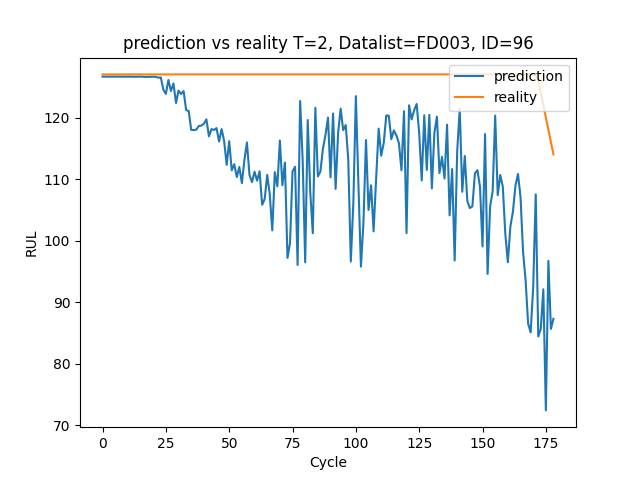 prediction vs reality T=2, Datalist=FD003, ID=96
prediction
reality
120
110
100
90
80
70
RUL
0 25 50 75 100 125 150 175
Cycle